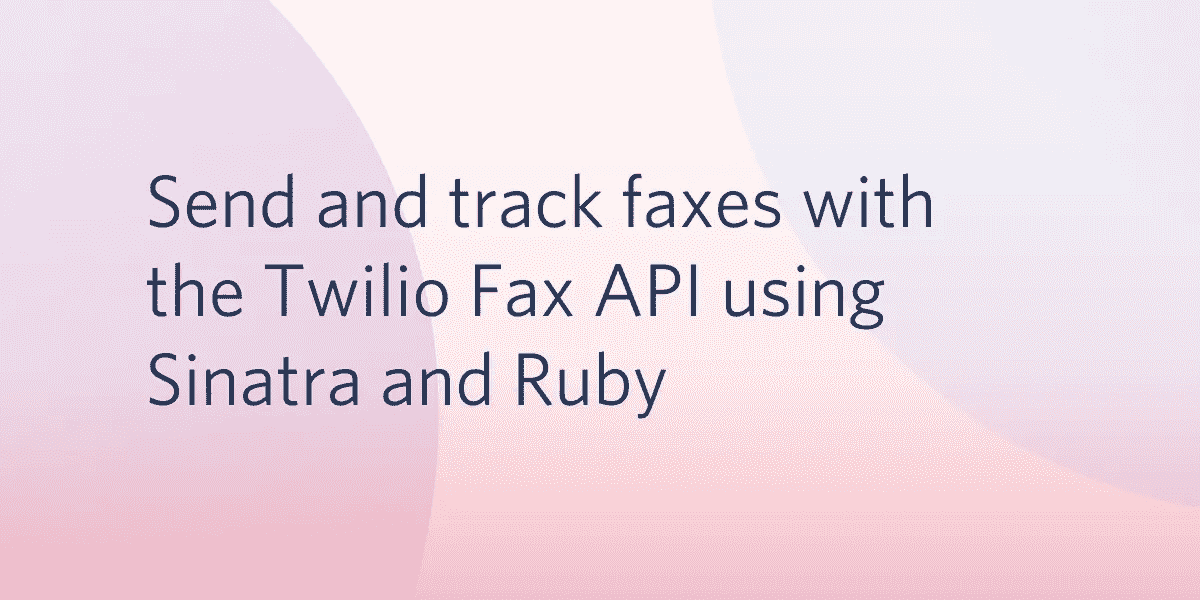 Send and track faxes with
the Twilio Fax API using
Sinatra and Ruby